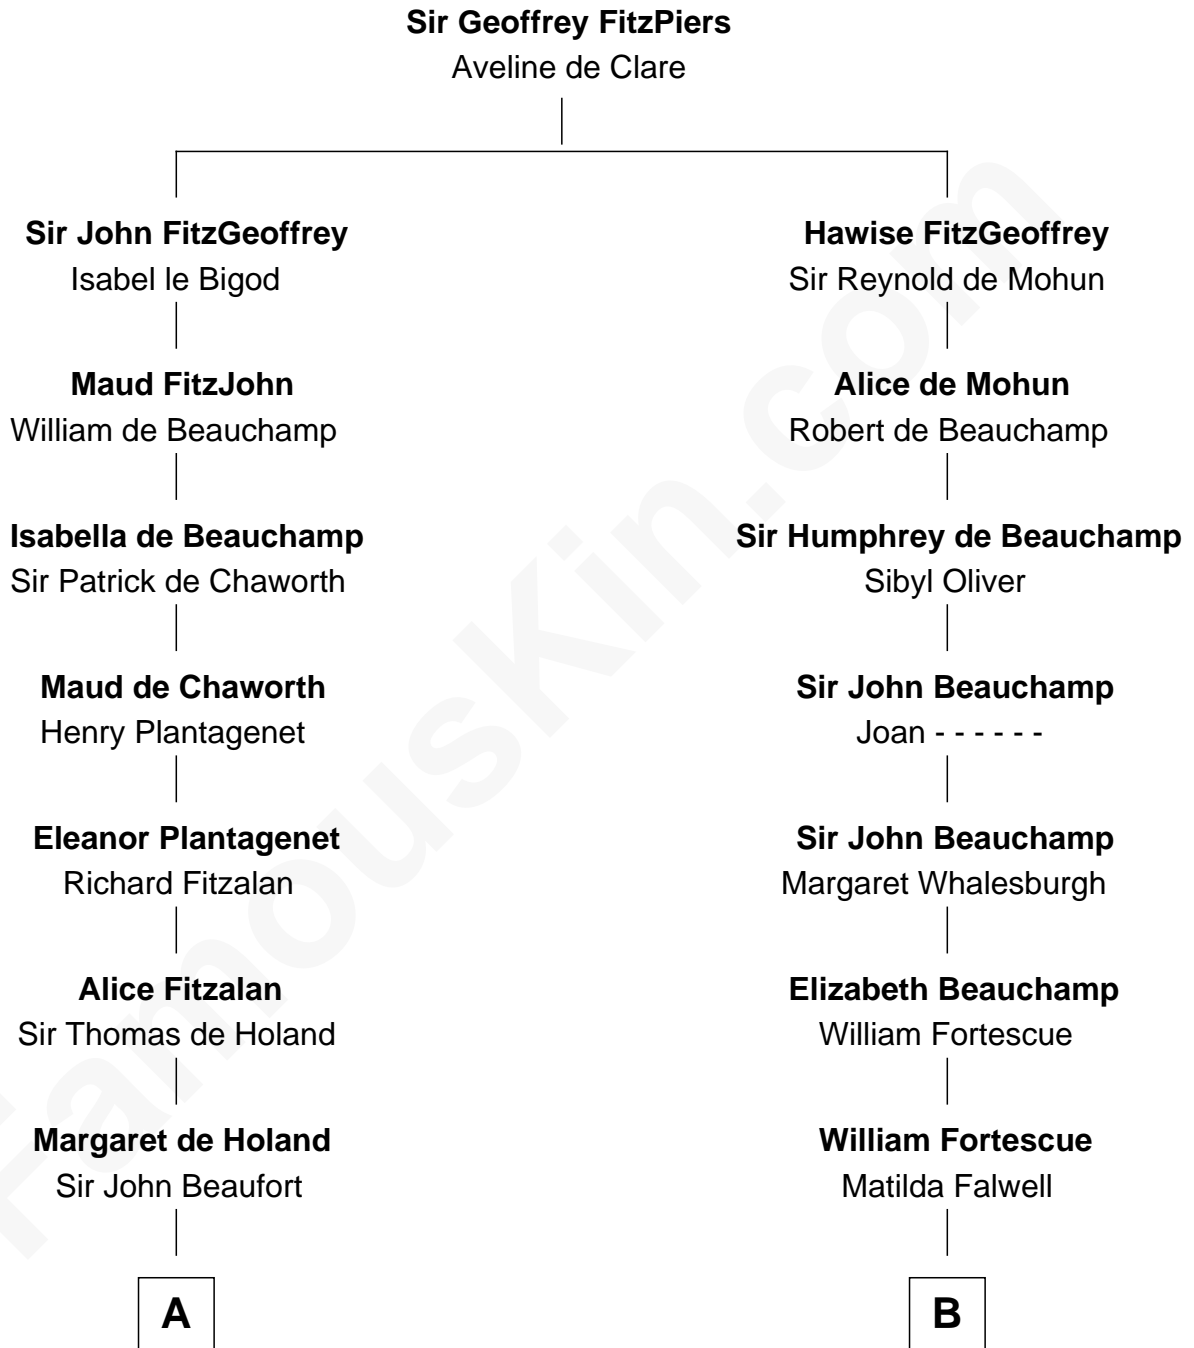 Sir Geoffrey FitzPiers
Aveline de Clare
Sir John FitzGeoffrey
Isabel le Bigod
Hawise FitzGeoffrey
Sir Reynold de Mohun
Maud FitzJohn
William de Beauchamp
Alice de Mohun
Robert de Beauchamp
Isabella de Beauchamp
Sir Patrick de Chaworth
Sir Humphrey de Beauchamp
Sibyl Oliver
Maud de Chaworth
Henry Plantagenet
Sir John Beauchamp
Joan - - - - - -
Eleanor Plantagenet
Richard Fitzalan
Sir John Beauchamp
Margaret Whalesburgh
Alice Fitzalan
Sir Thomas de Holand
Elizabeth Beauchamp
William Fortescue
Margaret de Holand
Sir John Beaufort
William Fortescue
Matilda Falwell
A
B
FamousKin.com